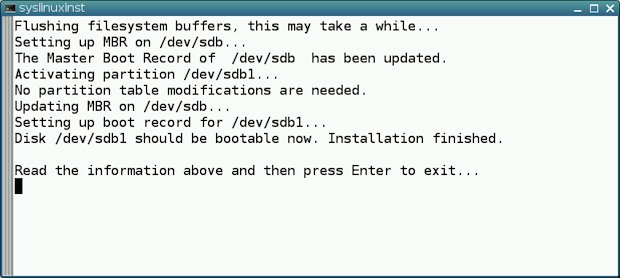 syslinuxinst
Flushing filesystem buffers, this may take a while...
Setting up MBR on /dev/sdb...
The Master Boot Record of  /dev/sdb  has been updated.
Activating partition /dev/sdb1...
No partition table modifications are needed.
Updating MBR on /dev/sdb...
Setting up boot record for /dev/sdb1...
Disk /dev/sdb1 should be bootable now. Installation finished.
Read the information above and then press Enter to exit...